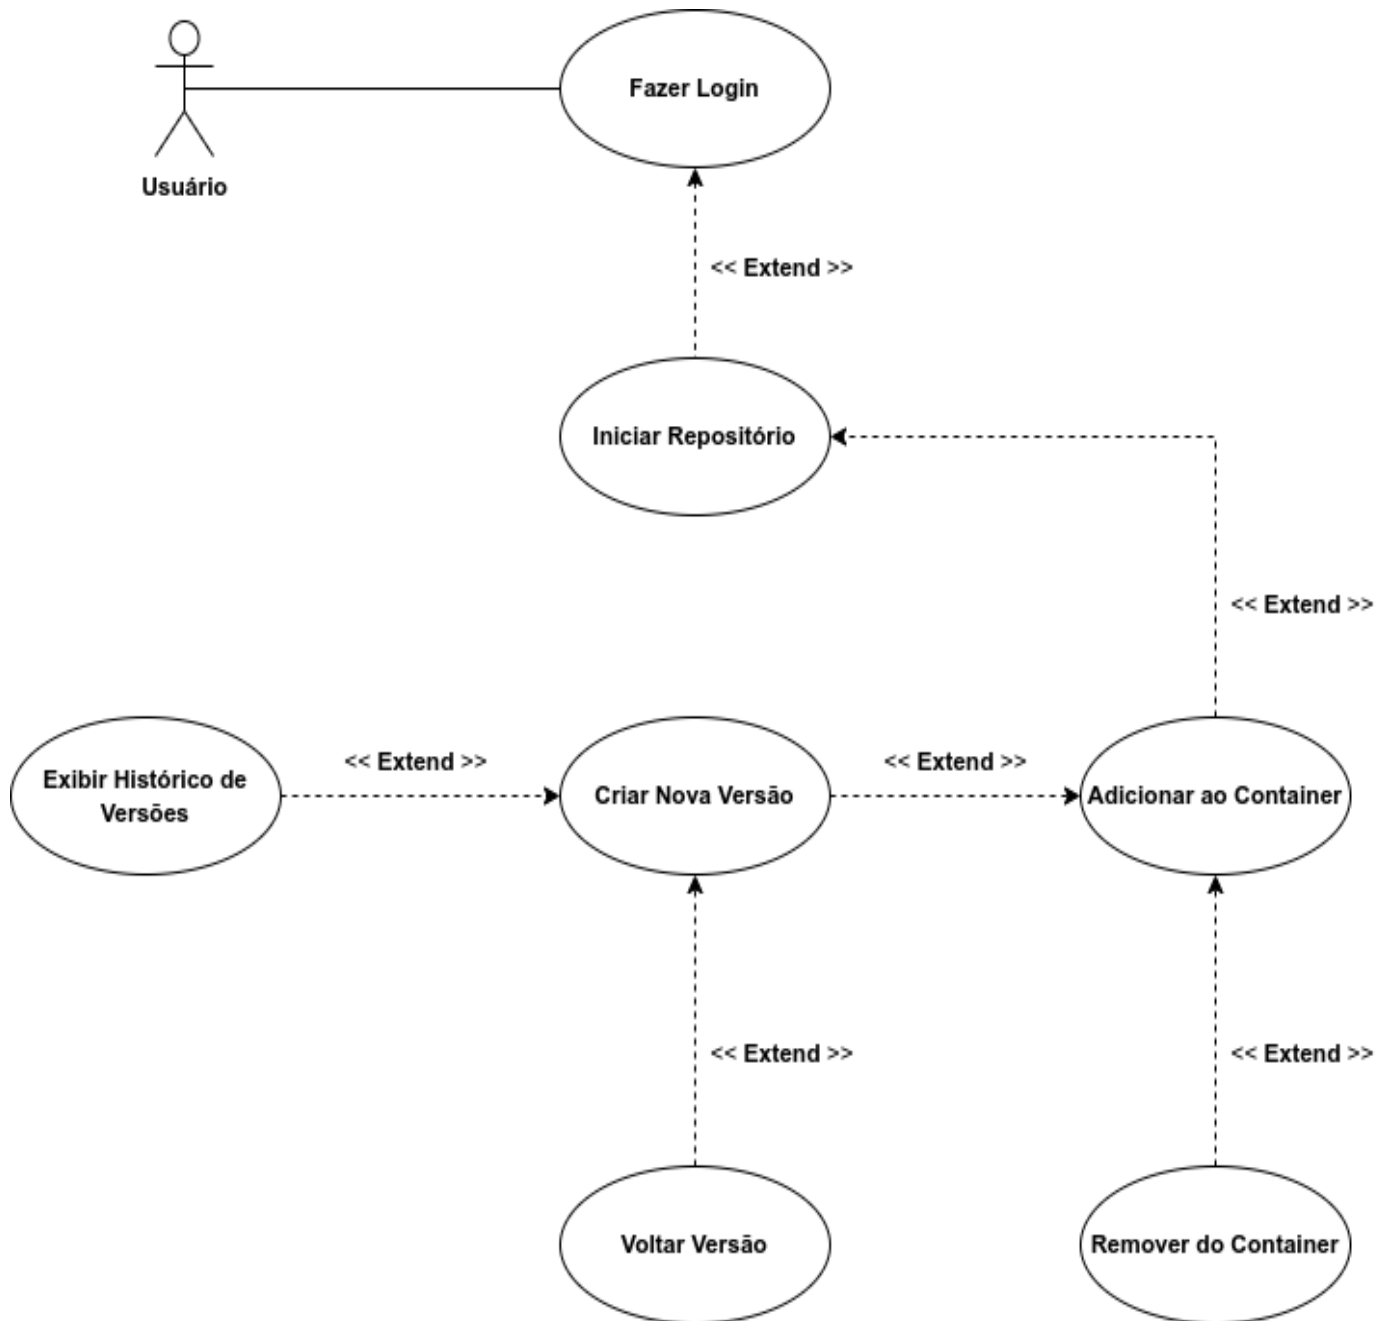 Fazer Login
Usuário
<< Extend >>
Iniciar Repositório
<< Extend >>
Exibir Histórico de
Versões
<< Extend >>
Criar Nova Versão
<< Extend >>
Adicionar ao Container
<< Extend >>
<< Extend >>
Voltar Versão
Remover do Container